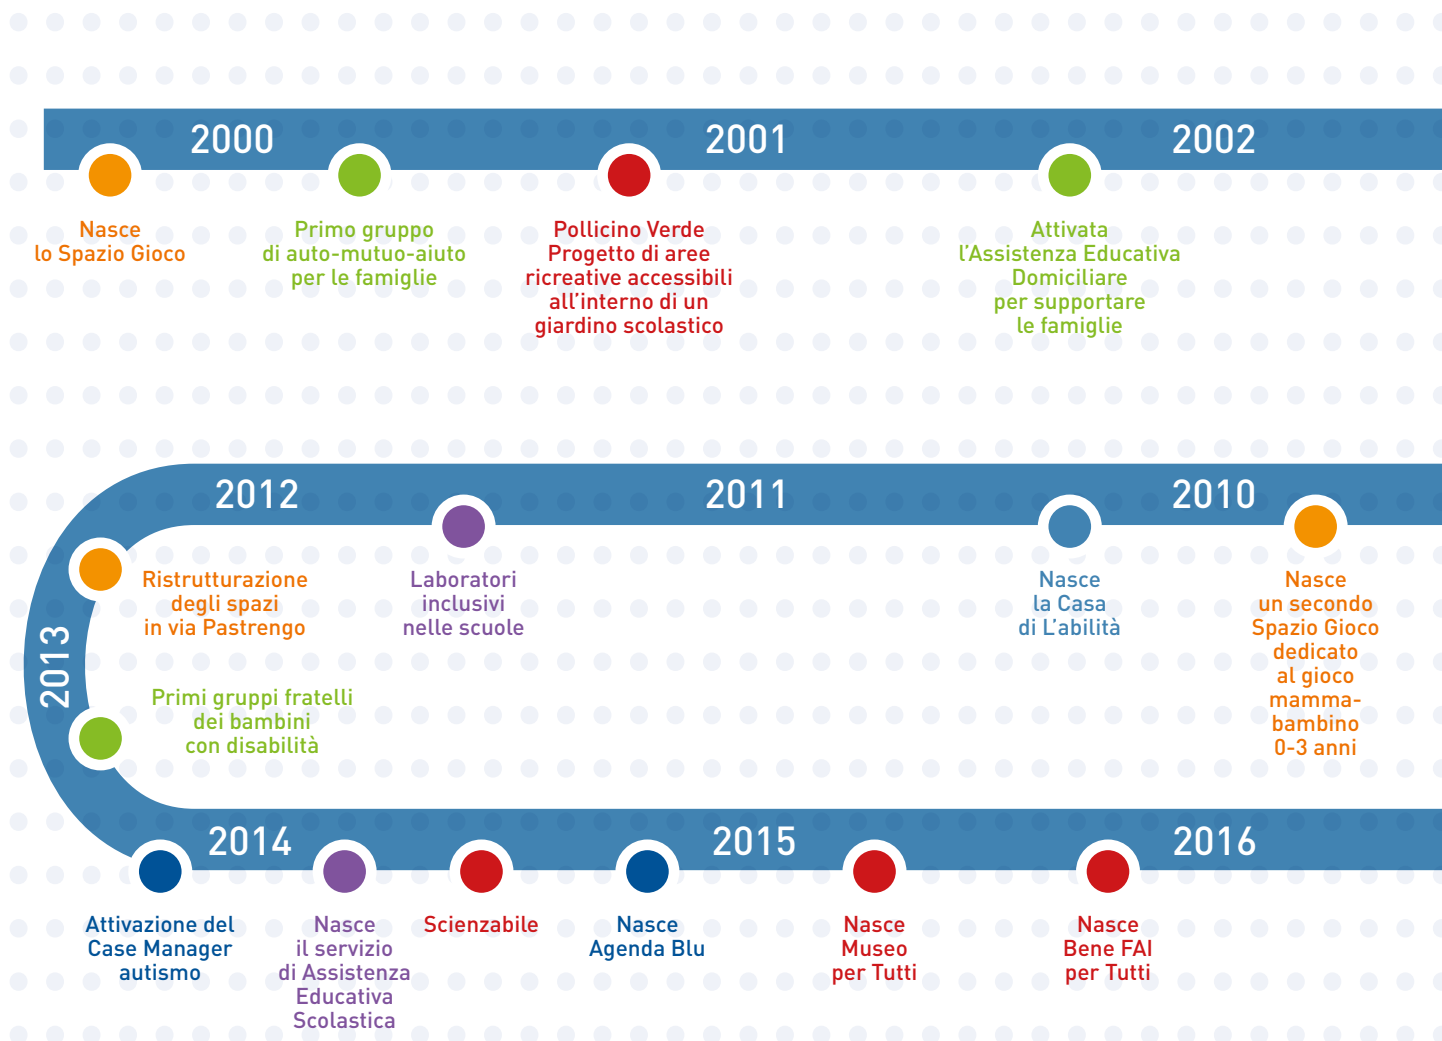 2000
2001
2002
Nasce
lo Spazio Gioco
Primo gruppo
di auto-mutuo-aiuto
per le famiglie
Pollicino Verde
Progetto di aree
ricreative accessibili
all'interno di un
giardino scolastico
Attivata
l'Assistenza Educativa
Domiciliare
per supportare
le famiglie
2012
2011
2010
Ristrutturazione
degli spazi
in via Pastrengo
Laboratori
inclusivi
nelle scuole
Nasce
la Casa
di L'abilità
Nasce
un secondo
Spazio Gioco
dedicato
al gioco
mamma-
bambino
0-3 anni
2013
Primi gruppi fratelli
dei bambini
con disabilità
2014
2015
2016
Attivazione del
Case Manager
autismo
Nasce
il servizio
di Assistenza
Educativa
Scolastica
Scienzabile
Nasce
Agenda Blu
Nasce
Museo
per Tutti
Nasce
Bene FAI
per Tutti